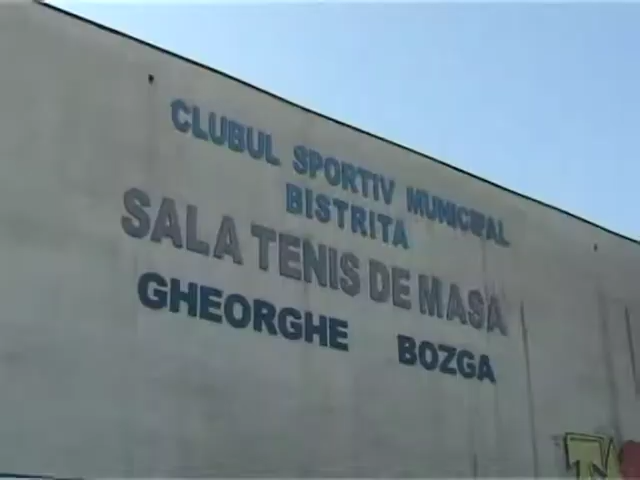 CLUBUL SPORTIV MUNICIPAL
BISTRITA
SALA TENIS DE MASA
GHEORGHE BOZGA